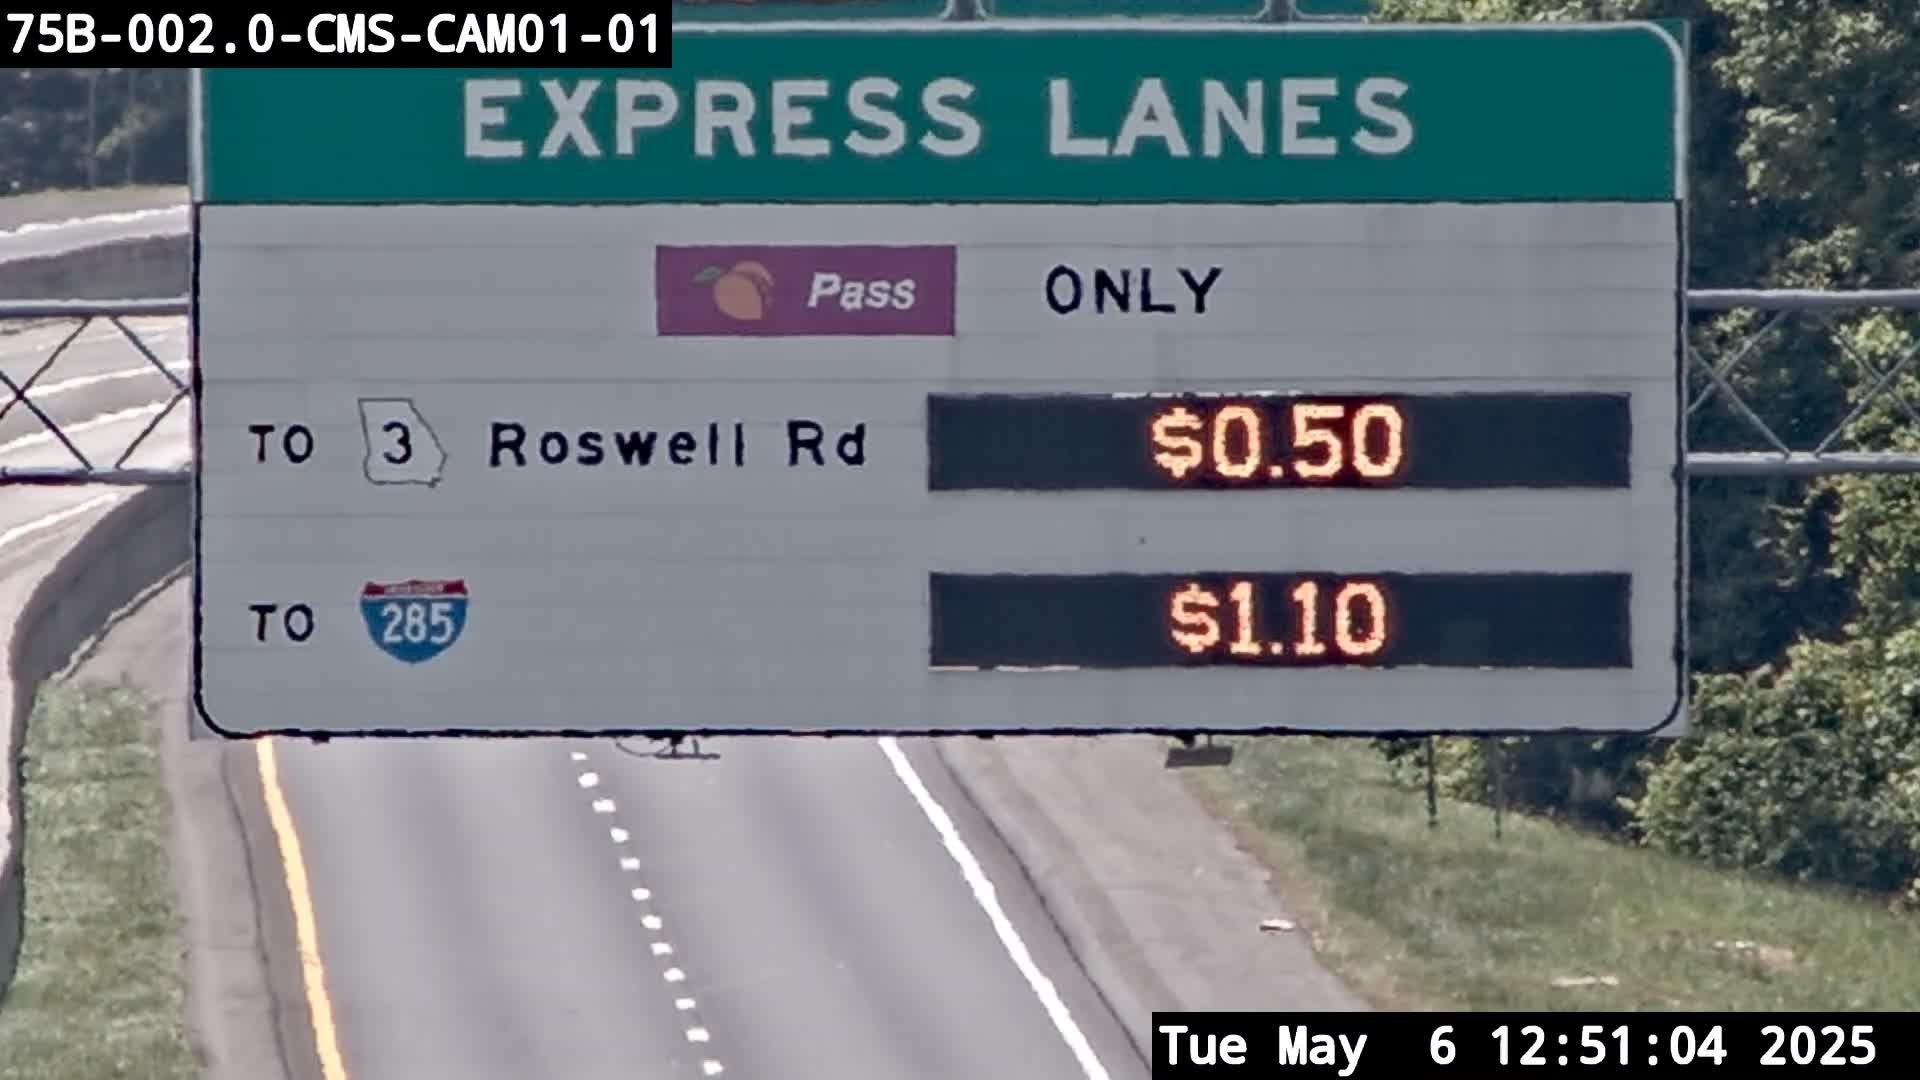 75B-002.0-CMS-CAM01-01
EXPRESS LANES
Pass ONLY
TO 3 Roswell Rd $0.50
TO 285 $1.10
Tue May 6 12:51:04 2025